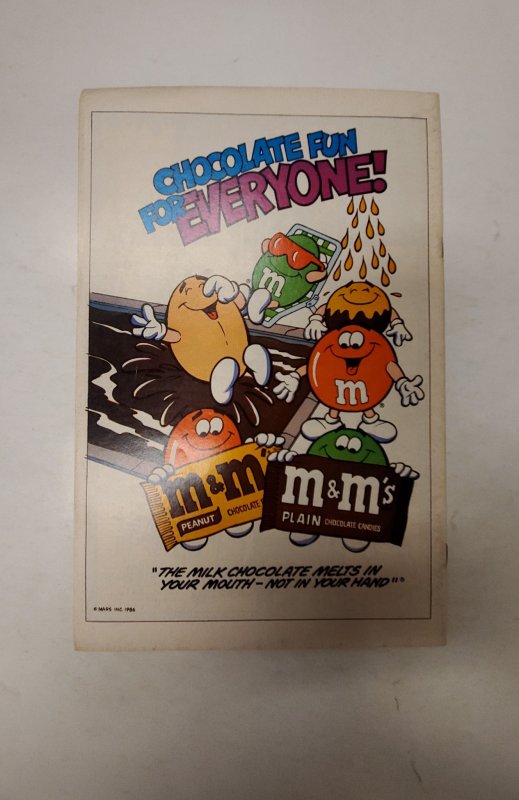 CHOCOLATE FUN
FOR EVERYONE!
m
m
m&m's
PEANUT
CHOCOLATE
m&m's
PLAIN CHOCOLATE CANDIES
"THE MILK CHOCOLATE MELTS IN
YOUR MOUTH – NOT IN YOUR HAND"®
© MARS INC. 1986